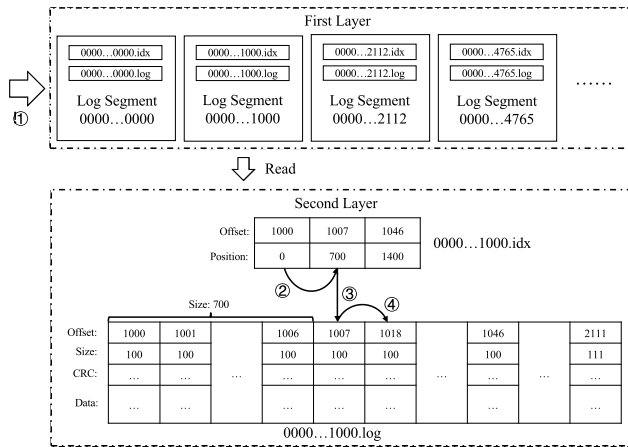 First Layer
0000…0000.idx 0000…1000.idx 0000…2112.idx 0000…4765.idx
0000…0000.log 0000…1000.log 0000…2112.log 0000…4765.log
Log Segment Log Segment Log Segment Log Segment
0000…0000 0000…1000 0000…2112 0000…4765
……
①
Read
Second Layer
Offset: 1000 1007 1046
0000…1000.idx
Position: 0 700 1400
② ③ ④
Size: 700
Offset: 1000 1001 1006 1007 1018 1046 2111
Size: 100 100 100 100 100 100 111
CRC: … … … … … … … … … …
Data: … … … … … … …
0000…1000.log